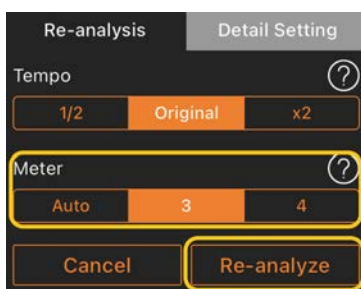 Re-analysis Detail Setting
Tempo ?
1/2 Original x2
Meter ?
Auto 3 4
Cancel Re-analyze